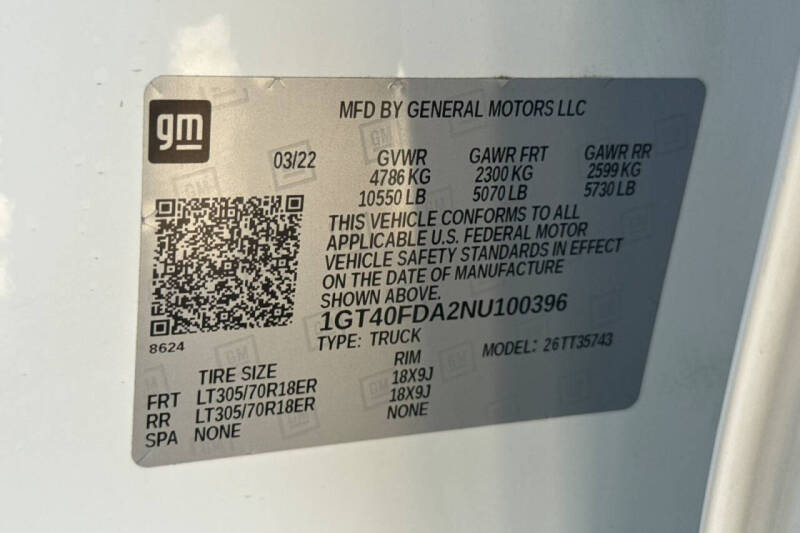 gm
MFD BY GENERAL MOTORS LLC
03/22 GVWR GAWR FRT GAWR RR
4786 KG 2300 KG 2599 KG
10550 LB 5070 LB 5730 LB
THIS VEHICLE CONFORMS TO ALL
APPLICABLE U.S. FEDERAL MOTOR
VEHICLE SAFETY STANDARDS IN EFFECT
ON THE DATE OF MANUFACTURE
SHOWN ABOVE.
1GT40FDA2NU100396
8624
TYPE: TRUCK MODEL: 26TT35743
TIRE SIZE RIM
FRT LT305/70R18ER 18X9J
RR LT305/70R18ER 18X9J
SPA NONE NONE